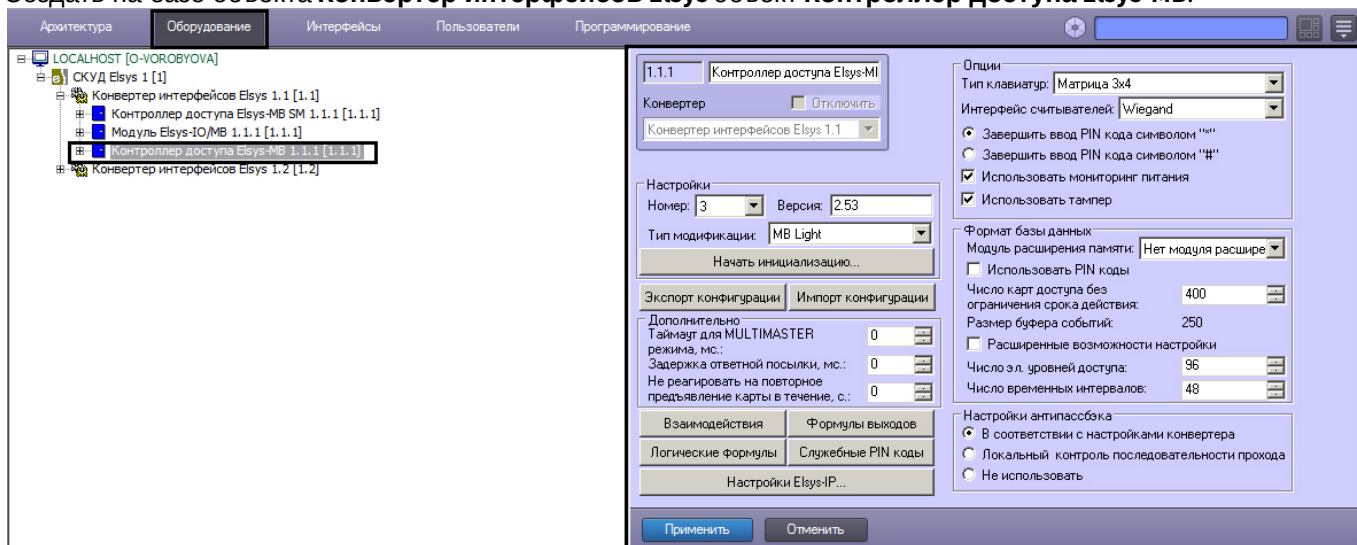 Создать на базе объекта Конвертер интерфейсов Elsys объект Контроллер доступа Elsys-MB.
Архитектура Оборудование Интерфейсы Пользователи Программирование
LOCALHOST [O-VOROBYOVA]
СКУД Elsys 1 [1]
Конвертер интерфейсов Elsys 1.1 [1.1]
Контроллер доступа Elsys-MB SM 1.1.1 [1.1.1]
Модуль Elsys-IO/MB 1.1.1 [1.1.1]
Контроллер доступа Elsys-MB 1.1.1 [1.1.1]
Конвертер интерфейсов Elsys 1.2 [1.2]
1.1.1 Контроллер доступа Elsys-MI
Конвертер Отключить
Конвертер интерфейсов Elsys 1.1
Настройки
Номер: 3 Версия: 2.53
Тип модификации: MB Light
Начать инициализацию...
Экспорт конфигурации Импорт конфигурации
Дополнительно
Таймаут для MULTIMASTER
режима, мс.: 0
Задержка ответной посылки, мс.: 0
Не реагировать на повторное
предъявление карты в течение, с.: 0
Взаимодействия Формулы выходов
Логические формулы Служебные PIN коды
Настройки Elsys-IP...
Опции
Тип клавиатур: Матрица 3x4
Интерфейс считывателей: Wiegand
Завершить ввод PIN кода символом "*"
Завершить ввод PIN кода символом "#"
Использовать мониторинг питания
Использовать тампер
Формат базы данных
Модуль расширения памяти: Нет модуля расшире
Использовать PIN коды
Число карт доступа без
ограничения срока действия: 400
Размер буфера событий: 250
Расширенные возможности настройки
Число эл. уровней доступа: 96
Число временных интервалов: 48
Настройки антипассбэка
В соответствии с настройками конвертера
Локальный контроль последовательности прохода
Не использовать
Применить Отменить